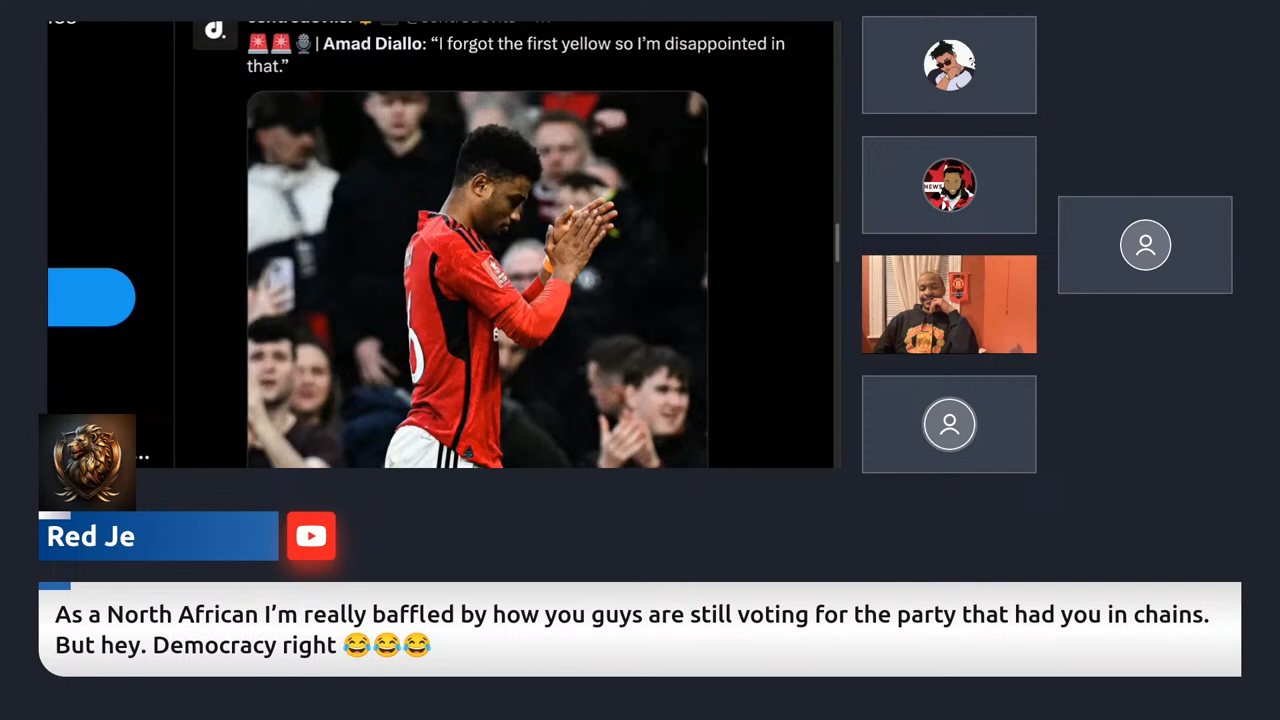 🚨🚨🎙️| Amad Diallo: “I forgot the first yellow so I’m disappointed in
that.”
NEWS
...
Red Je
As a North African I’m really baffled by how you guys are still voting for the party that had you in chains.
But hey. Democracy right 😂😂😂